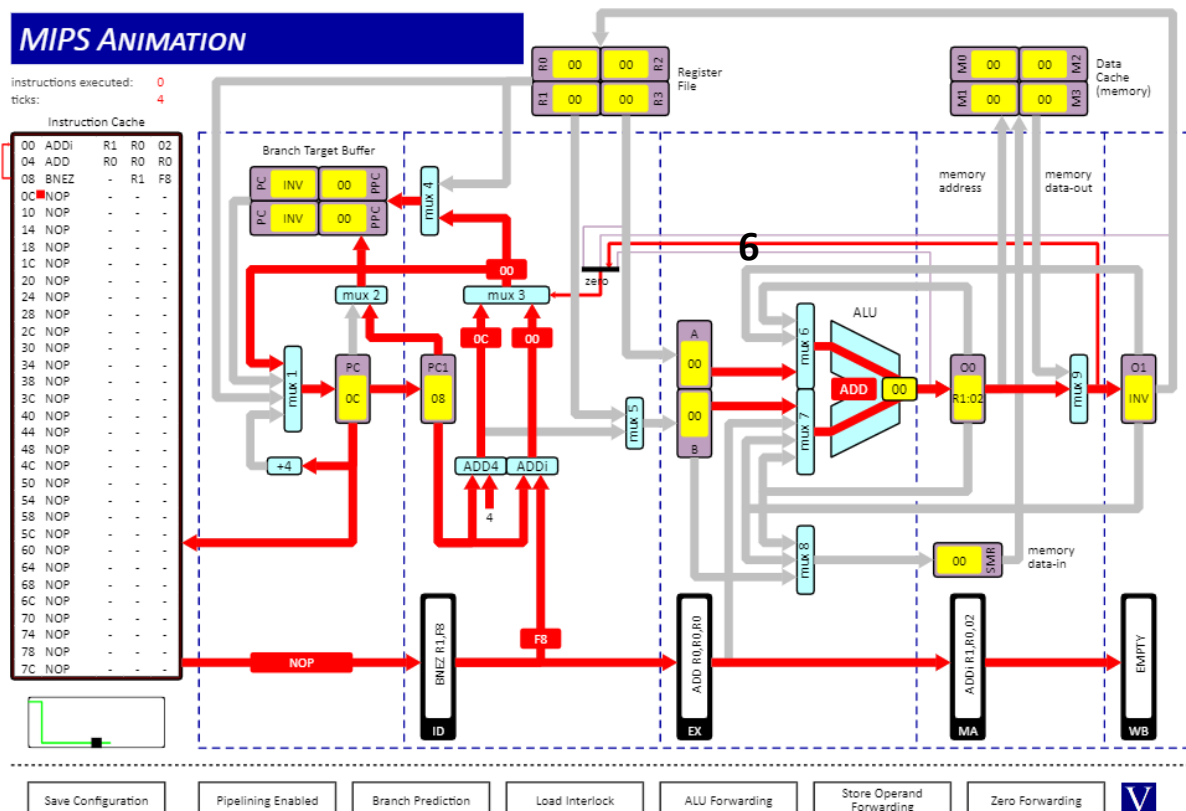 MIPS ANIMATION
instructions executed: 0
ticks: 4
Instruction Cache
00 ADDi R1 R0 02
04 ADD R0 R0 R0
08 BNEZ - R1 F8
0C NOP - - -
10 NOP - - -
14 NOP - - -
18 NOP - - -
1C NOP - - -
20 NOP - - -
24 NOP - - -
28 NOP - - -
2C NOP - - -
30 NOP - - -
34 NOP - - -
38 NOP - - -
3C NOP - - -
40 NOP - - -
44 NOP - - -
48 NOP - - -
4C NOP - - -
50 NOP - - -
54 NOP - - -
58 NOP - - -
5C NOP - - -
60 NOP - - -
64 NOP - - -
68 NOP - - -
6C NOP - - -
70 NOP - - -
74 NOP - - -
78 NOP - - -
7C NOP - - -
R0 00 00 R2
R1 00 00 R3
Register
File
M0 00 00 M2
M1 00 00 M3
Data
Cache
(memory)
Branch Target Buffer
PC INV 00 PPC
PC INV 00 PPC
mux 4
memory
address
memory
data-out
6
zero
00
mux 2
mux 3
0C
00
mux 1
PC
0C
PC1
08
+4
ADD4
ADDi
4
mux 5
A
00
00
B
mux 6
mux 7
ALU
ADD
00
O0
R1:02
mux 9
O1
INV
mux 8
00
SMR
memory
data-in
NOP
BNEZ R1,F8
ID
F8
ADD R0,R0,R0
EX
ADDi R1,R0,02
MA
EMPTY
WB
Save Configuration
Pipelining Enabled
Branch Prediction
Load Interlock
ALU Forwarding
Store Operand
Forwarding
Zero Forwarding
V